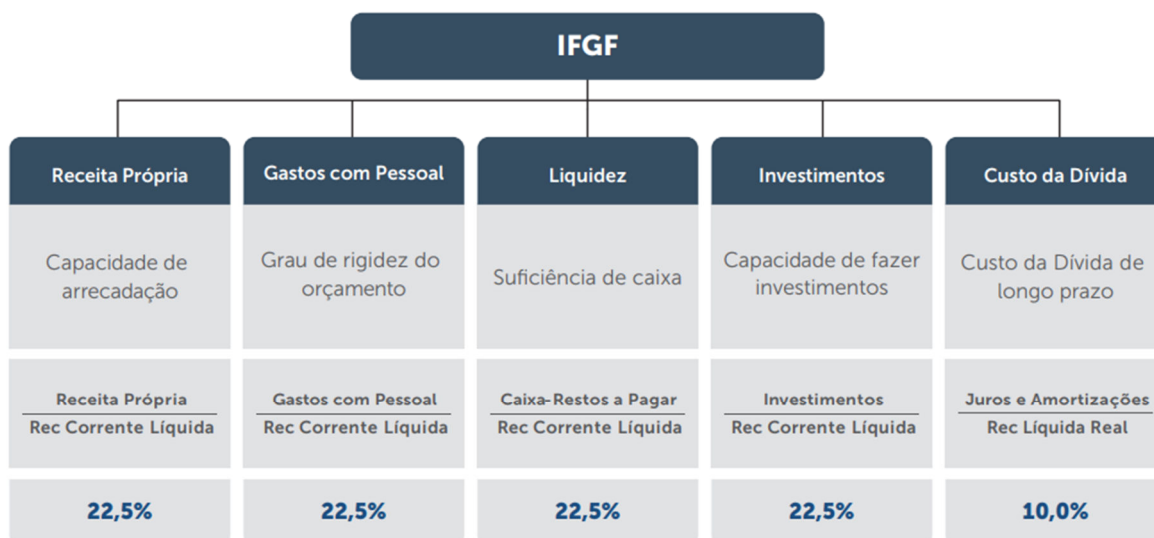 IFGF
Receita Própria
Gastos com Pessoal
Liquidez
Investimentos
Custo da Dívida
Capacidade de
arrecadação
Grau de rigidez do
orçamento
Suficiência de caixa
Capacidade de fazer
investimentos
Custo da Dívida de
longo prazo
Receita Própria
Rec Corrente Líquida
Gastos com Pessoal
Rec Corrente Líquida
Caixa-Restos a Pagar
Rec Corrente Líquida
Investimentos
Rec Corrente Líquida
Juros e Amortizações
Rec Líquida Real
22,5%
22,5%
22,5%
22,5%
10,0%